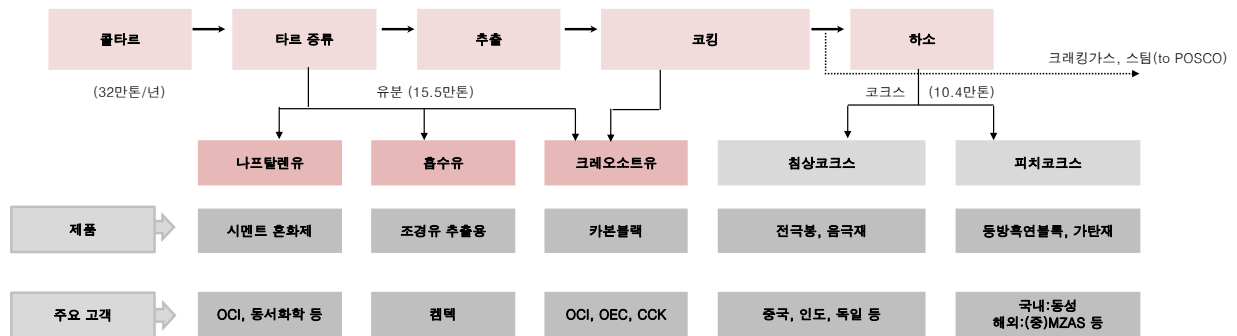 콜타르
타르 증류
추출
코킹
하소
크래킹가스, 스팀(to POSCO)
(32만톤/년)
유분 (15.5만톤)
코크스 (10.4만톤)
나프탈렌유
흡수유
크레오소트유
침상코크스
피치코크스
제품
시멘트 혼화제
조경유 추출용
카본블랙
전극봉, 음극재
등방흑연블록, 가탄재
주요 고객
OCI, 동서화학 등
켐텍
OCI, OEC, CCK
중국, 인도, 독일 등
국내:동성
해외:(중)MZAS 등